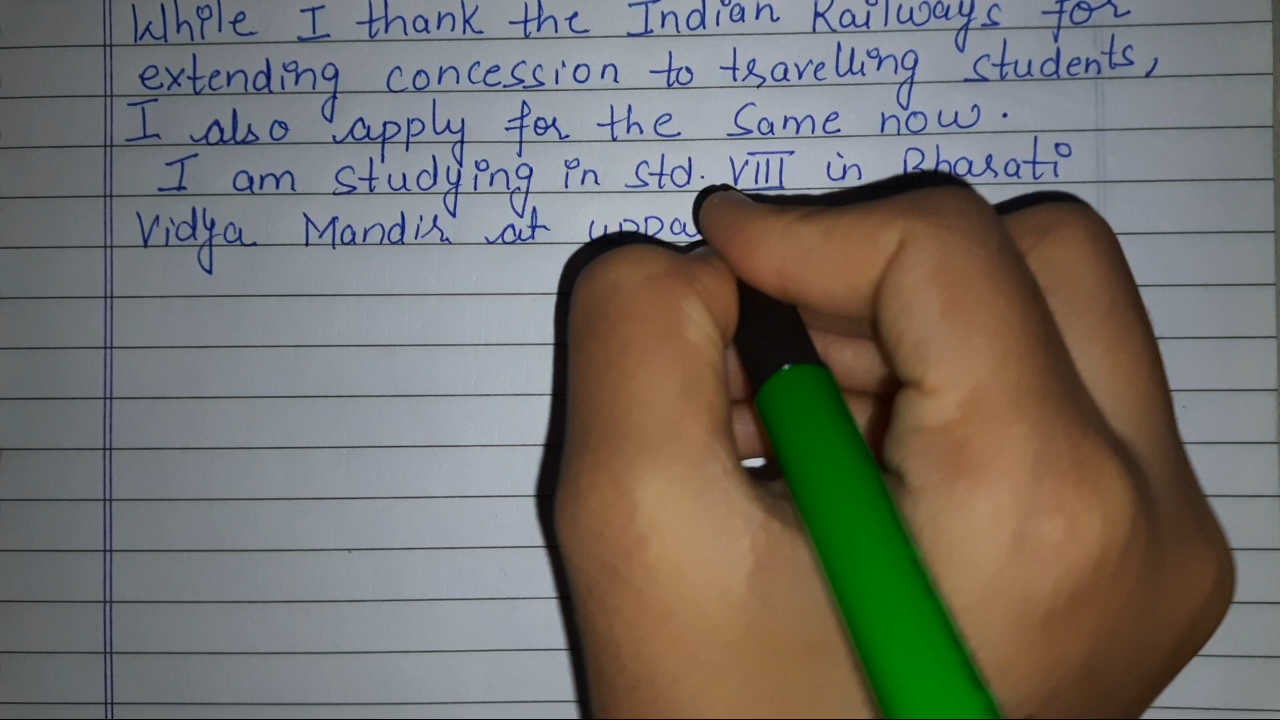 While I thank the Indian Railways for
extending concession to travelling students,
I also apply for the same now.
I am studying in std. VIII in Bharati
Vidya Mandir at uppa